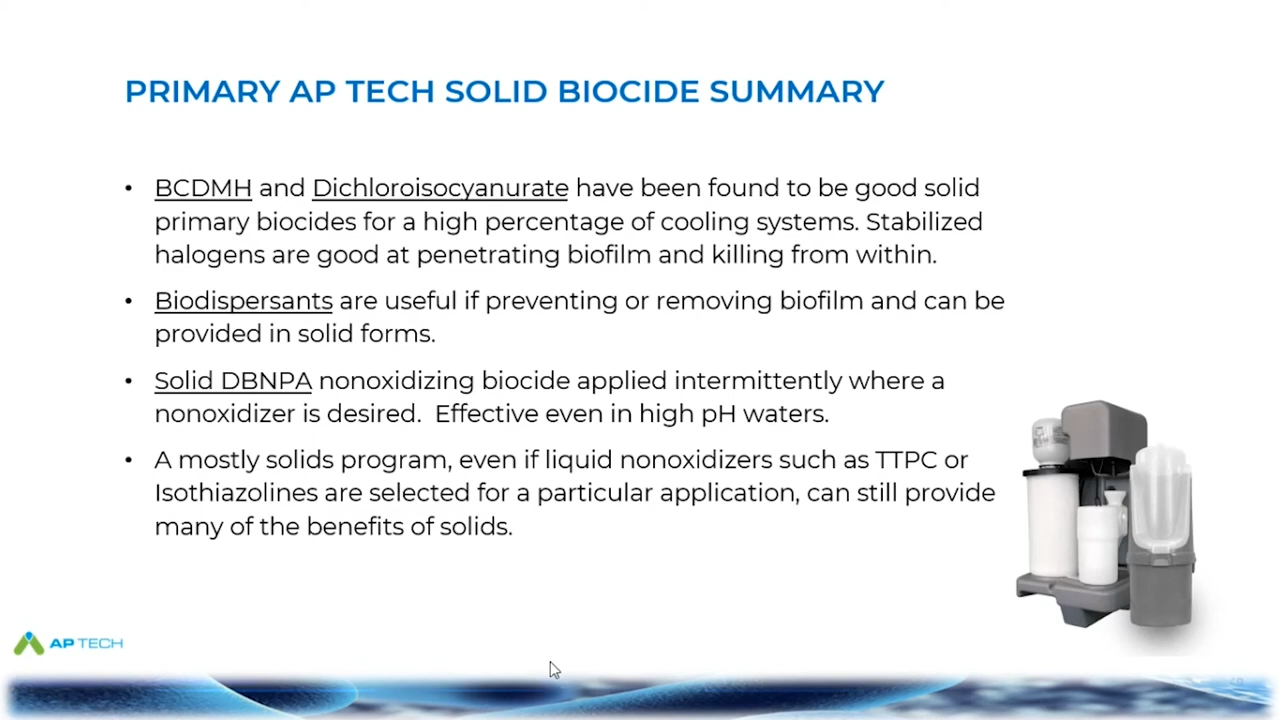 PRIMARY AP TECH SOLID BIOCIDE SUMMARY
• BCDMH and Dichloroisocyanurate have been found to be good solid
primary biocides for a high percentage of cooling systems. Stabilized
halogens are good at penetrating biofilm and killing from within.
• Biodispersants are useful if preventing or removing biofilm and can be
provided in solid forms.
• Solid DBNPA nonoxidizing biocide applied intermittently where a
nonoxidizer is desired.  Effective even in high pH waters.
• A mostly solids program, even if liquid nonoxidizers such as TTPC or
Isothiazolines are selected for a particular application, can still provide
many of the benefits of solids.
AP TECH